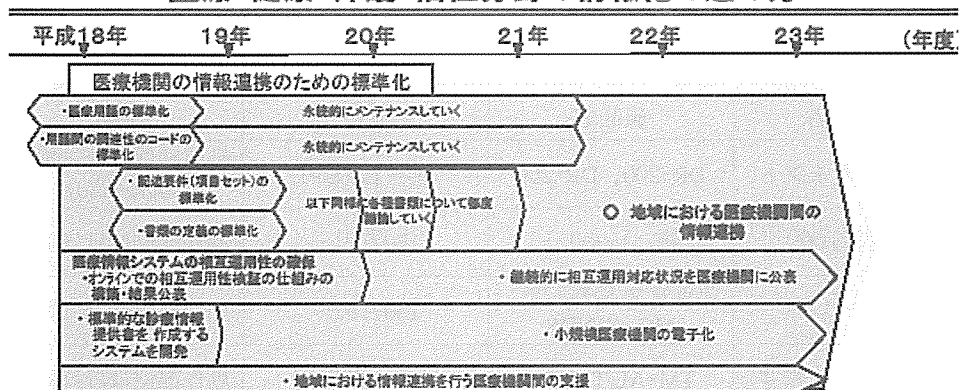 平成18年 19年 20年 21年 22年 23年 (年度)
医療機関の情報連携のための標準化
・医療用語の標準化
永続的にメンテナンスしていく
・用語間の関連性のコードの
標準化
永続的にメンテナンスしていく
・記述要件(項目セット)の
標準化
・書類の定義の標準化
以下同様に各種書類について都度
議論していく
○ 地域における医療機関間の
情報連携
医療情報システムの相互運用性の確保
・オンラインでの相互運用性検証の仕組みの
構築・結果公表
・継続的に相互運用対応状況を医療機関に公表
・標準的な診療情報
提供書を 作成する
システムを開発
・小規模医療機関の電子化
・地域における情報連携を行う医療機関間の支援